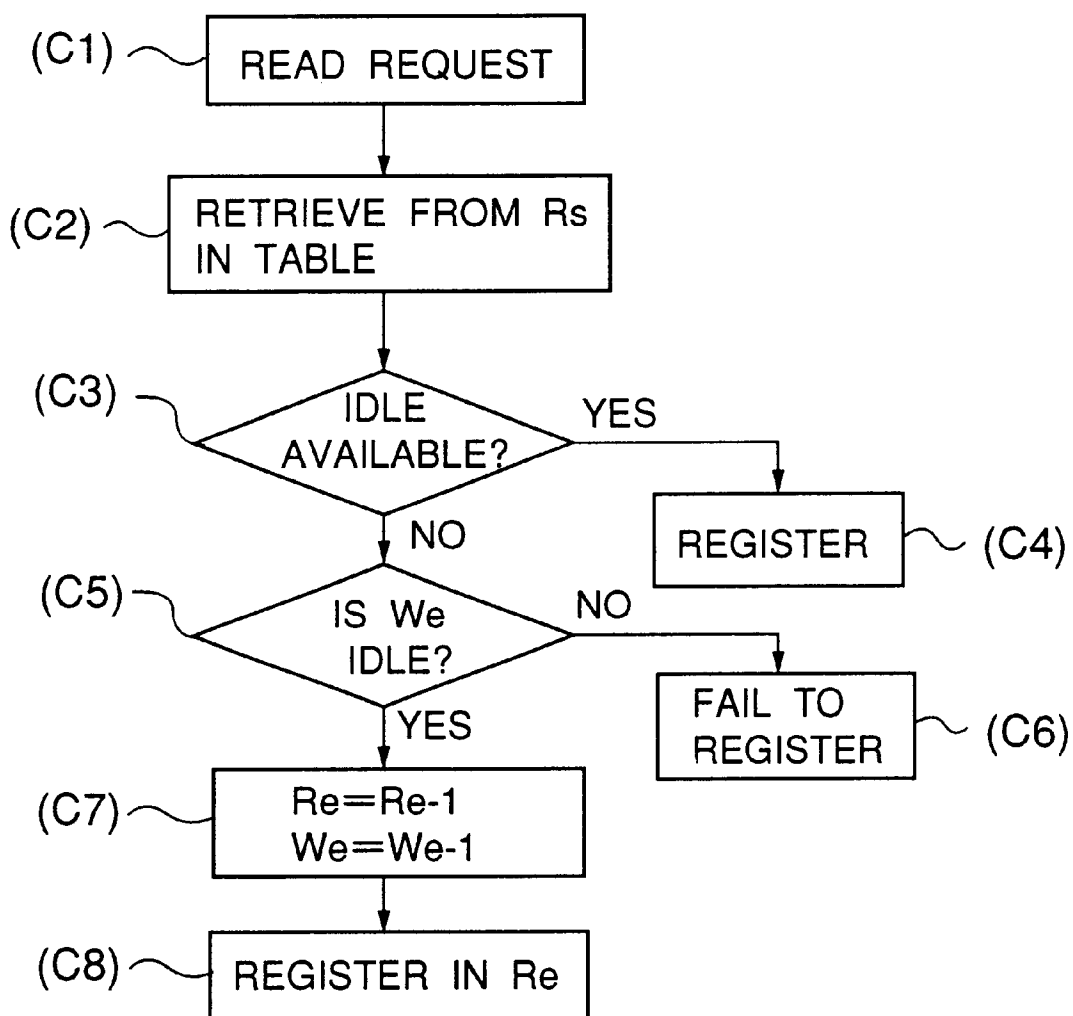 (C1)
READ REQUEST
(C2)
RETRIEVE FROM Rs
IN TABLE
(C3)
IDLE
AVAILABLE?
YES
REGISTER
(C4)
NO
(C5)
IS We
IDLE?
NO
FAIL TO
REGISTER
(C6)
YES
(C7)
Re=Re-1
We=We-1
(C8)
REGISTER IN Re